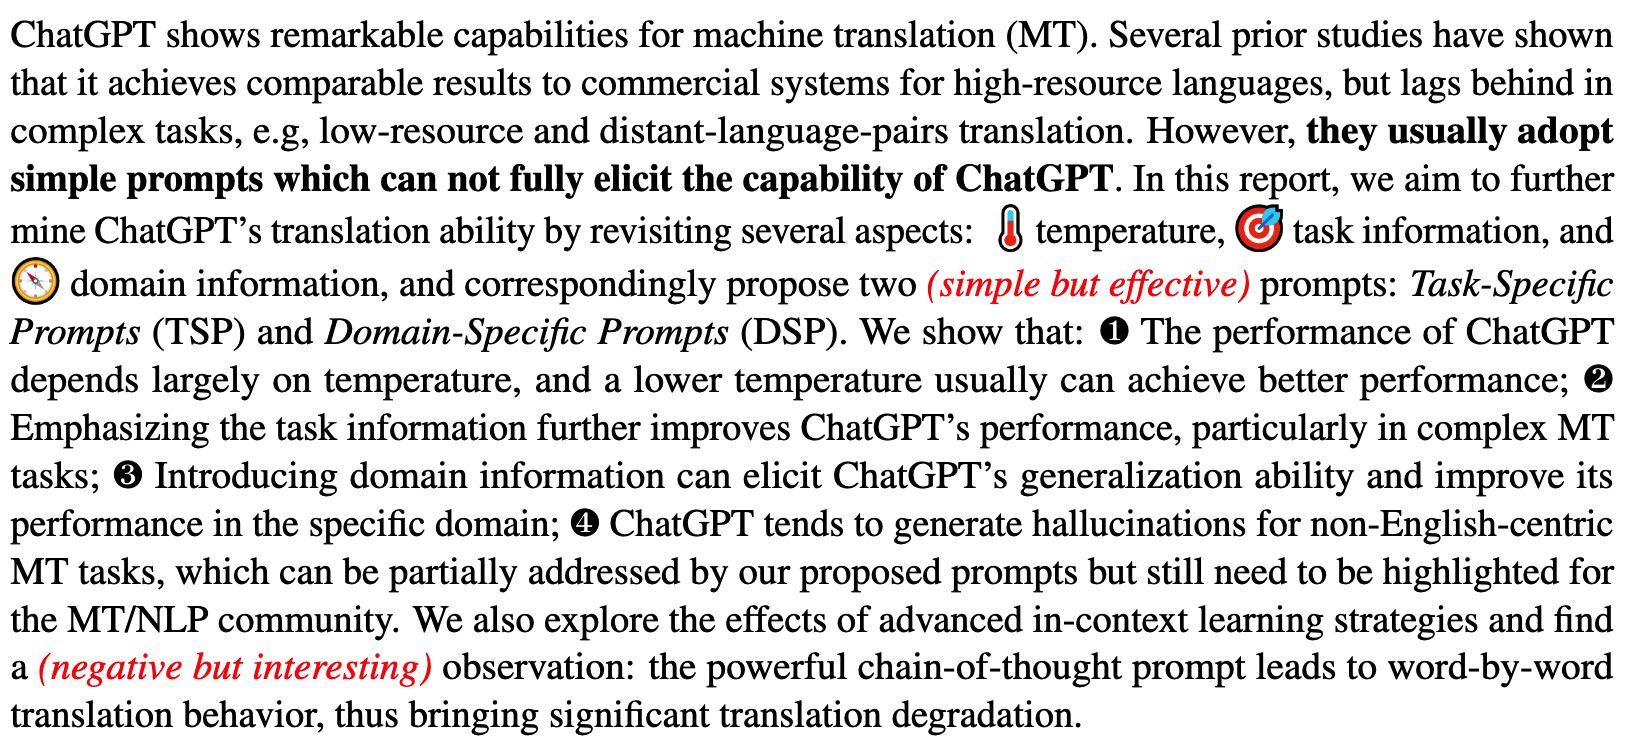 ChatGPT shows remarkable capabilities for machine translation (MT). Several prior studies have shown
that it achieves comparable results to commercial systems for high-resource languages, but lags behind in
complex tasks, e.g, low-resource and distant-language-pairs translation. However, they usually adopt
simple prompts which can not fully elicit the capability of ChatGPT. In this report, we aim to further
mine ChatGPT's translation ability by revisiting several aspects: 🌡️ temperature, 🎯 task information, and
🧭 domain information, and correspondingly propose two (simple but effective) prompts: Task-Specific
Prompts (TSP) and Domain-Specific Prompts (DSP). We show that: ❶ The performance of ChatGPT
depends largely on temperature, and a lower temperature usually can achieve better performance; ❷
Emphasizing the task information further improves ChatGPT's performance, particularly in complex MT
tasks; ❸ Introducing domain information can elicit ChatGPT's generalization ability and improve its
performance in the specific domain; ❹ ChatGPT tends to generate hallucinations for non-English-centric
MT tasks, which can be partially addressed by our proposed prompts but still need to be highlighted for
the MT/NLP community. We also explore the effects of advanced in-context learning strategies and find
a (negative but interesting) observation: the powerful chain-of-thought prompt leads to word-by-word
translation behavior, thus bringing significant translation degradation.